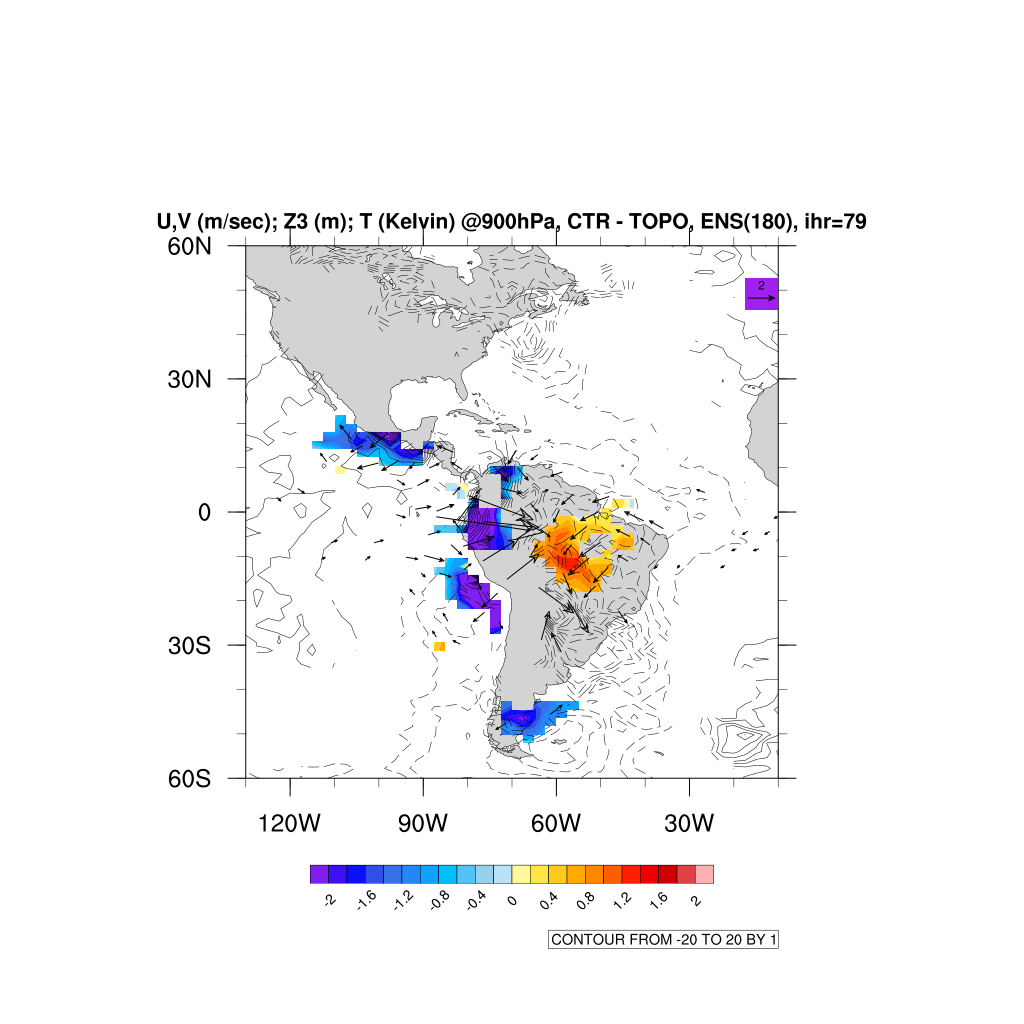 U,V (m/sec); Z3 (m); T (Kelvin) @900hPa, CTR - TOPO, ENS(180), ihr=79
60N
2
30N
0
30S
60S
120W 90W 60W 30W
-2 -1.6 -1.2 -0.8 -0.4 0 0.4 0.8 1.2 1.6 2
CONTOUR FROM -20 TO 20 BY 1